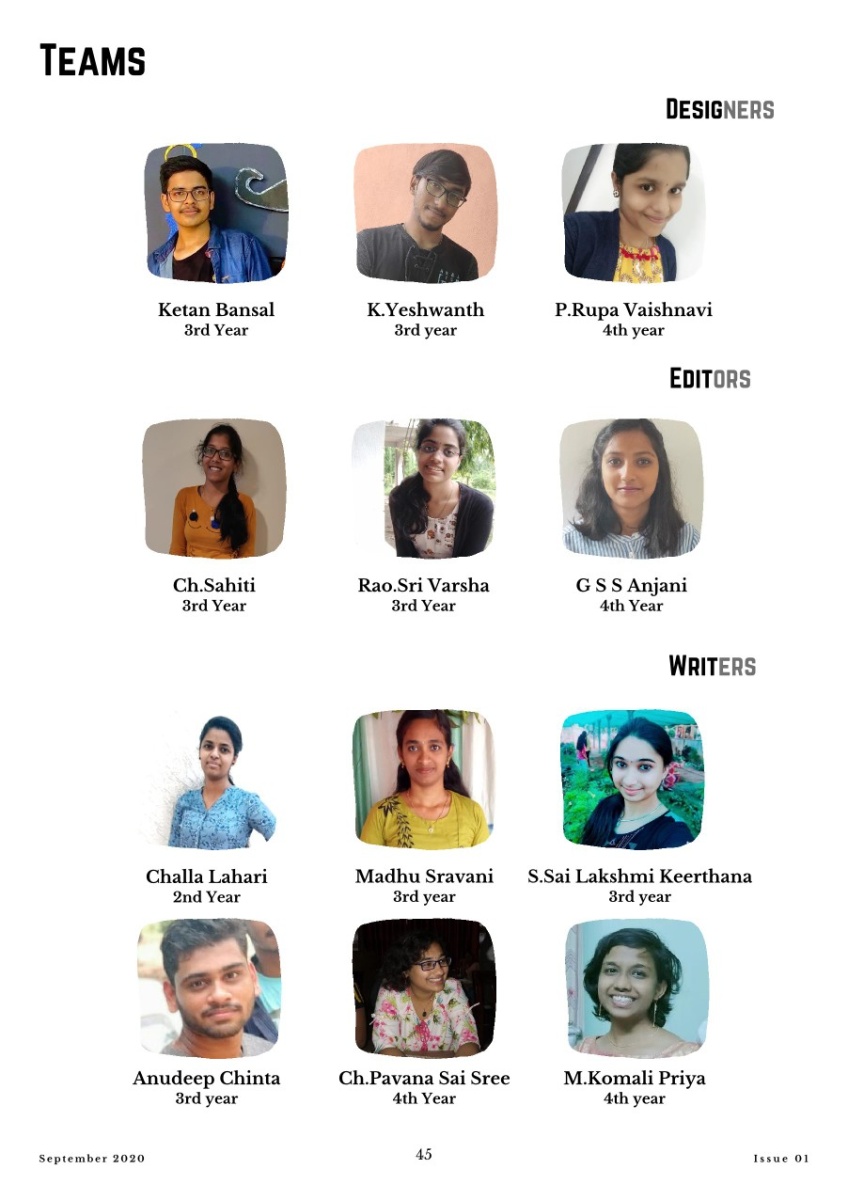 TEAMS
DESIGNERS
Ketan Bansal
3rd Year
K.Yeshwanth
3rd year
P.Rupa Vaishnavi
4th year
EDITORS
Ch.Sahiti
3rd Year
Rao.Sri Varsha
3rd Year
G S S Anjani
4th Year
WRITERS
Challa Lahari
2nd Year
Madhu Sravani
3rd year
S.Sai Lakshmi Keerthana
3rd year
Anudeep Chinta
3rd year
Ch.Pavana Sai Sree
4th Year
M.Komali Priya
4th year
September 2020
45
Issue 01